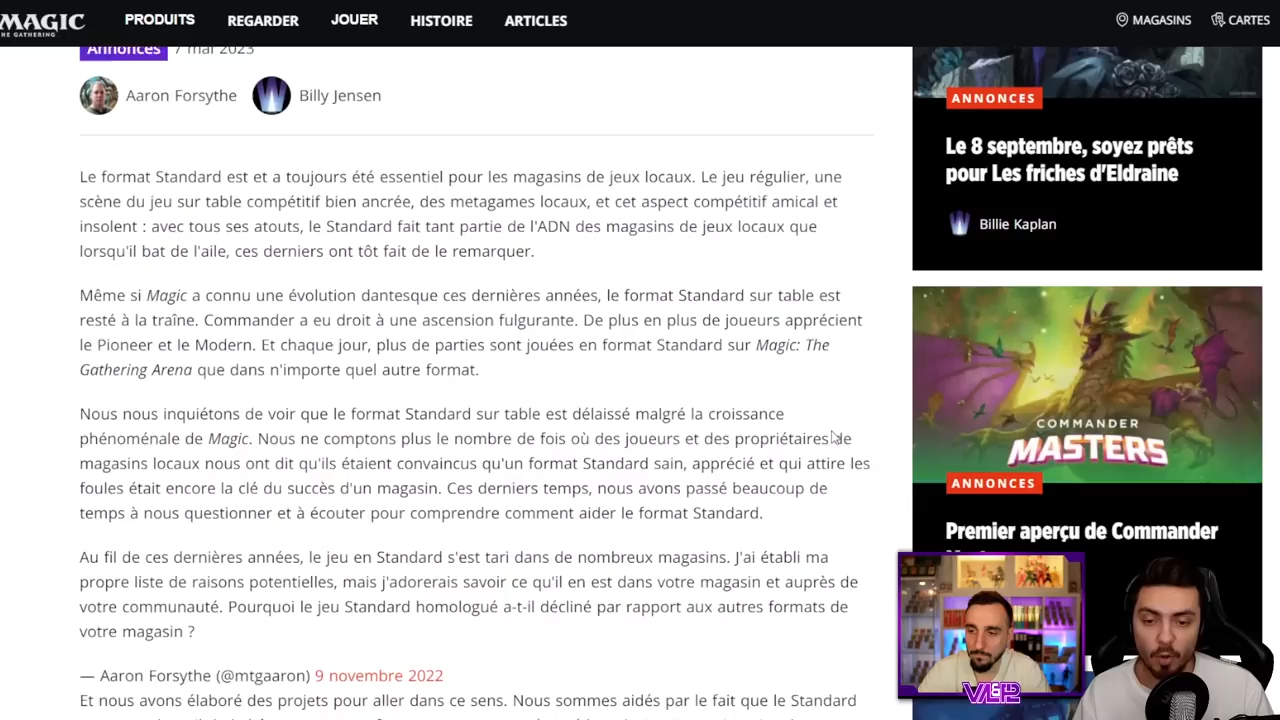 MAGIC
THE GATHERING
PRODUITS
REGARDER
JOUER
HISTOIRE
ARTICLES
MAGASINS
CARTES
Annonces
7 mai 2023
Aaron Forsythe
Billy Jensen
Le format Standard est et a toujours été essentiel pour les magasins de jeux locaux. Le jeu régulier, une
scène du jeu sur table compétitif bien ancrée, des metagames locaux, et cet aspect compétitif amical et
insolent : avec tous ses atouts, le Standard fait tant partie de l'ADN des magasins de jeux locaux que
lorsqu'il bat de l'aile, ces derniers ont tôt fait de le remarquer.
Même si Magic a connu une évolution dantesque ces dernières années, le format Standard sur table est
resté à la traîne. Commander a eu droit à une ascension fulgurante. De plus en plus de joueurs apprécient
le Pioneer et le Modern. Et chaque jour, plus de parties sont jouées en format Standard sur Magic: The
Gathering Arena que dans n'importe quel autre format.
Nous nous inquiétons de voir que le format Standard sur table est délaissé malgré la croissance
phénoménale de Magic. Nous ne comptons plus le nombre de fois où des joueurs et des propriétaires de
magasins locaux nous ont dit qu'ils étaient convaincus qu'un format Standard sain, apprécié et qui attire les
foules était encore la clé du succès d'un magasin. Ces derniers temps, nous avons passé beaucoup de
temps à nous questionner et à écouter pour comprendre comment aider le format Standard.
Au fil de ces dernières années, le jeu en Standard s'est tari dans de nombreux magasins. J'ai établi ma
propre liste de raisons potentielles, mais j'adorerais savoir ce qu'il en est dans votre magasin et auprès de
votre communauté. Pourquoi le jeu Standard homologué a-t-il décliné par rapport aux autres formats de
votre magasin ?
— Aaron Forsythe (@mtgaaron) 9 novembre 2022
Et nous avons élaboré des projets pour aller dans ce sens. Nous sommes aidés par le fait que le Standard
ANNONCES
Le 8 septembre, soyez prêts
pour Les friches d'Eldraine
Billie Kaplan
COMMANDER
MASTERS
ANNONCES
Premier aperçu de Commander